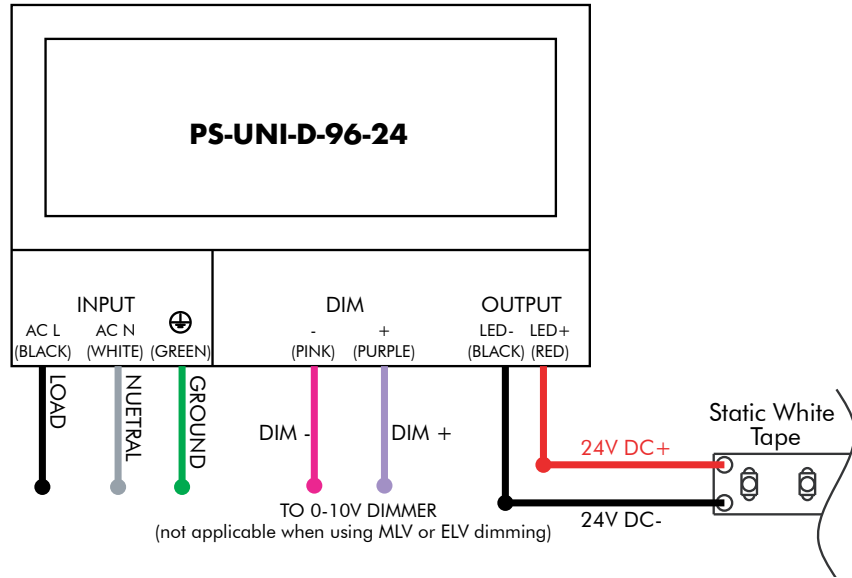 PS-UNI-D-96-24
INPUT
DIM
OUTPUT
AC L
(BLACK)
AC N
(WHITE)
(GREEN)
-
(PINK)
+
(PURPLE)
LED-
(BLACK)
LED+
(RED)
LOAD
NUETRAL
GROUND
DIM -
DIM +
TO 0-10V DIMMER
(not applicable when using MLV or ELV dimming)
24V DC+
24V DC-
Static White
Tape